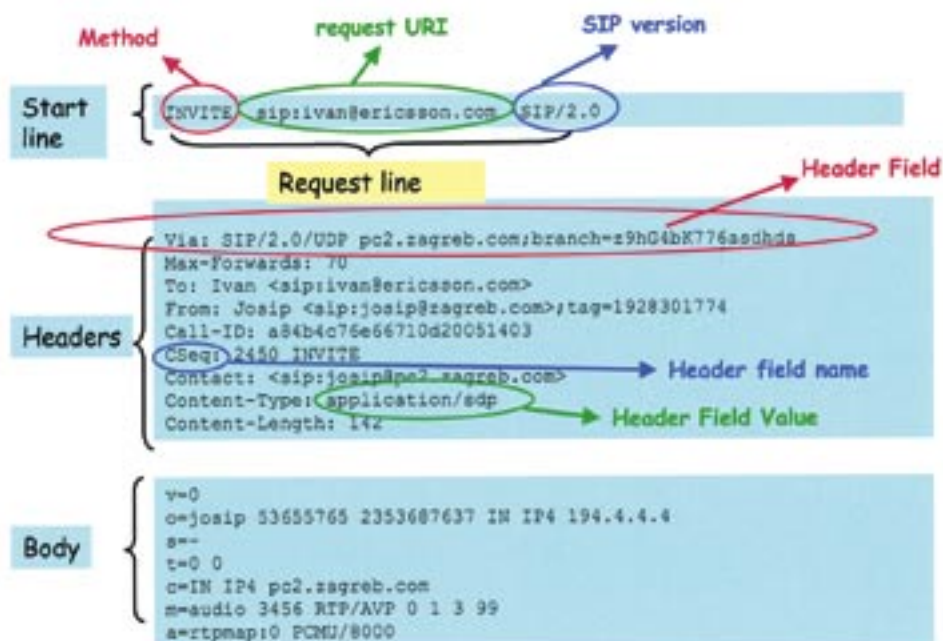 Method
request URI
SIP version
Start line
INVITE sip:ivan@ericsson.com SIP/2.0
Request line
Header Field
Headers
Via: SIP/2.0/UDP pc2.zagreb.com;branch=z9hG4bK776asdhds
Max-Forwards: 70
To: Ivan <sip:ivan@ericsson.com>
From: Josip <sip:josip@zagreb.com>;tag=1928301774
Call-ID: a84b4c76e66710d20051403
CSeq: 2450 INVITE
Header field name
Contact: <sip:josip@pc2.zagreb.com>
Content-Type: application/sdp
Header Field Value
Content-Length: 142
Body
v=0
o=josip 53655765 2353687637 IN IP4 194.4.4.4
s=-
t=0 0
c=IN IP4 pc2.zagreb.com
m=audio 3456 RTP/AVP 0 1 3 99
a=rtpmap:0 PCMU/8000